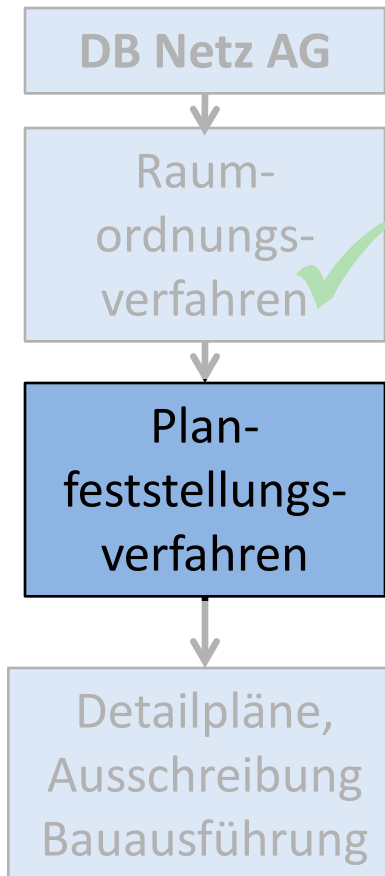 DB Netz AG
Raum-
ordnungs-
verfahren
Plan-
feststellungs-
verfahren
Detailpläne,
Ausschreibung
Bauausführung